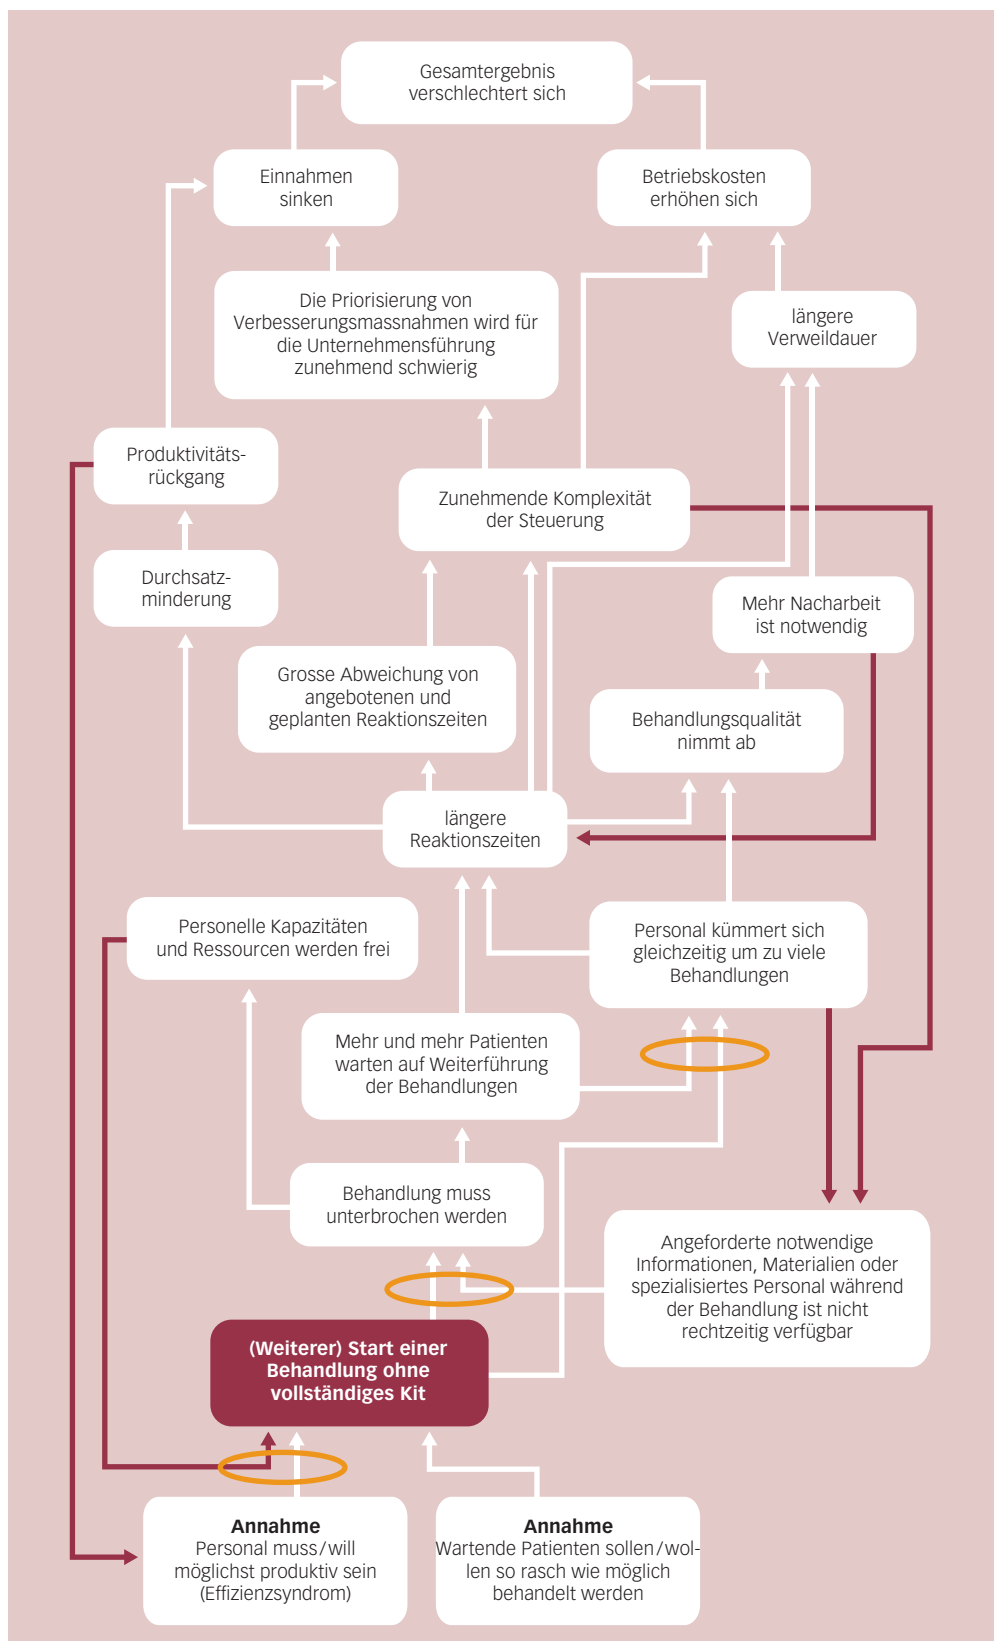 Gesamtergebnis
verschlechtert sich
Einnahmen
sinken
Betriebskosten
erhöhen sich
Die Priorisierung von
Verbesserungsmassnahmen wird für
die Unternehmensführung
zunehmend schwierig
längere
Verweildauer
Produktivitäts-
rückgang
Zunehmende Komplexität
der Steuerung
Durchsatz-
minderung
Mehr Nacharbeit
ist notwendig
Grosse Abweichung von
angebotenen und
geplanten Reaktionszeiten
Behandlungsqualität
nimmt ab
längere
Reaktionszeiten
Personelle Kapazitäten
und Ressourcen werden frei
Personal kümmert sich
gleichzeitig um zu viele
Behandlungen
Mehr und mehr Patienten
warten auf Weiterführung
der Behandlungen
Behandlung muss
unterbrochen werden
Angeforderte notwendige
Informationen, Materialien oder
spezialisiertes Personal während
der Behandlung ist nicht
rechtzeitig verfügbar
(Weiterer) Start einer
Behandlung ohne
vollständiges Kit
Annahme
Personal muss/will
möglichst produktiv sein
(Effizienzsyndrom)
Annahme
Wartende Patienten sollen/wol-
len so rasch wie möglich
behandelt werden